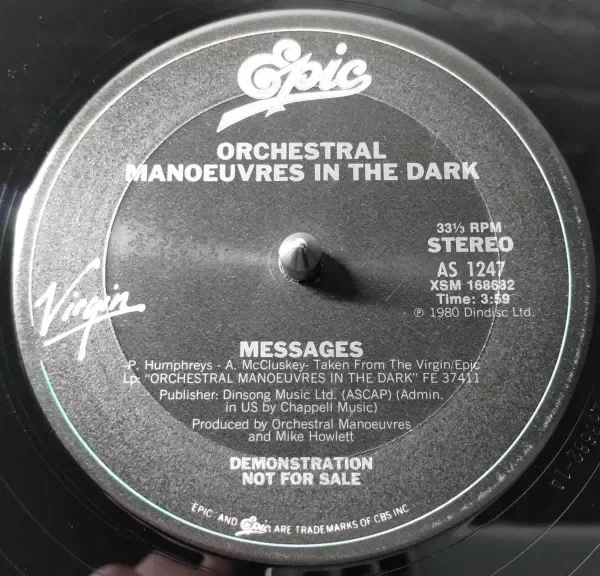 Epic
ORCHESTRAL
MANOEUVRES IN THE DARK
33⅓ RPM
STEREO
AS 1247
XSM 168682
Time: 3:59
℗ 1980 Dindisc Ltd.
Virgin
MESSAGES
-P. Humphreys - A. McCluskey- Taken From The Virgin/Epic
Lp: "ORCHESTRAL MANOEUVRES IN THE DARK" FE 37411
Publisher: Dinsong Music Ltd. (ASCAP) (Admin.
in US by Chappell Music)
Produced by Orchestral Manoeuvres
and Mike Howlett
DEMONSTRATION
NOT FOR SALE
"EPIC" AND Epic ARE TRADEMARKS OF CBS INC